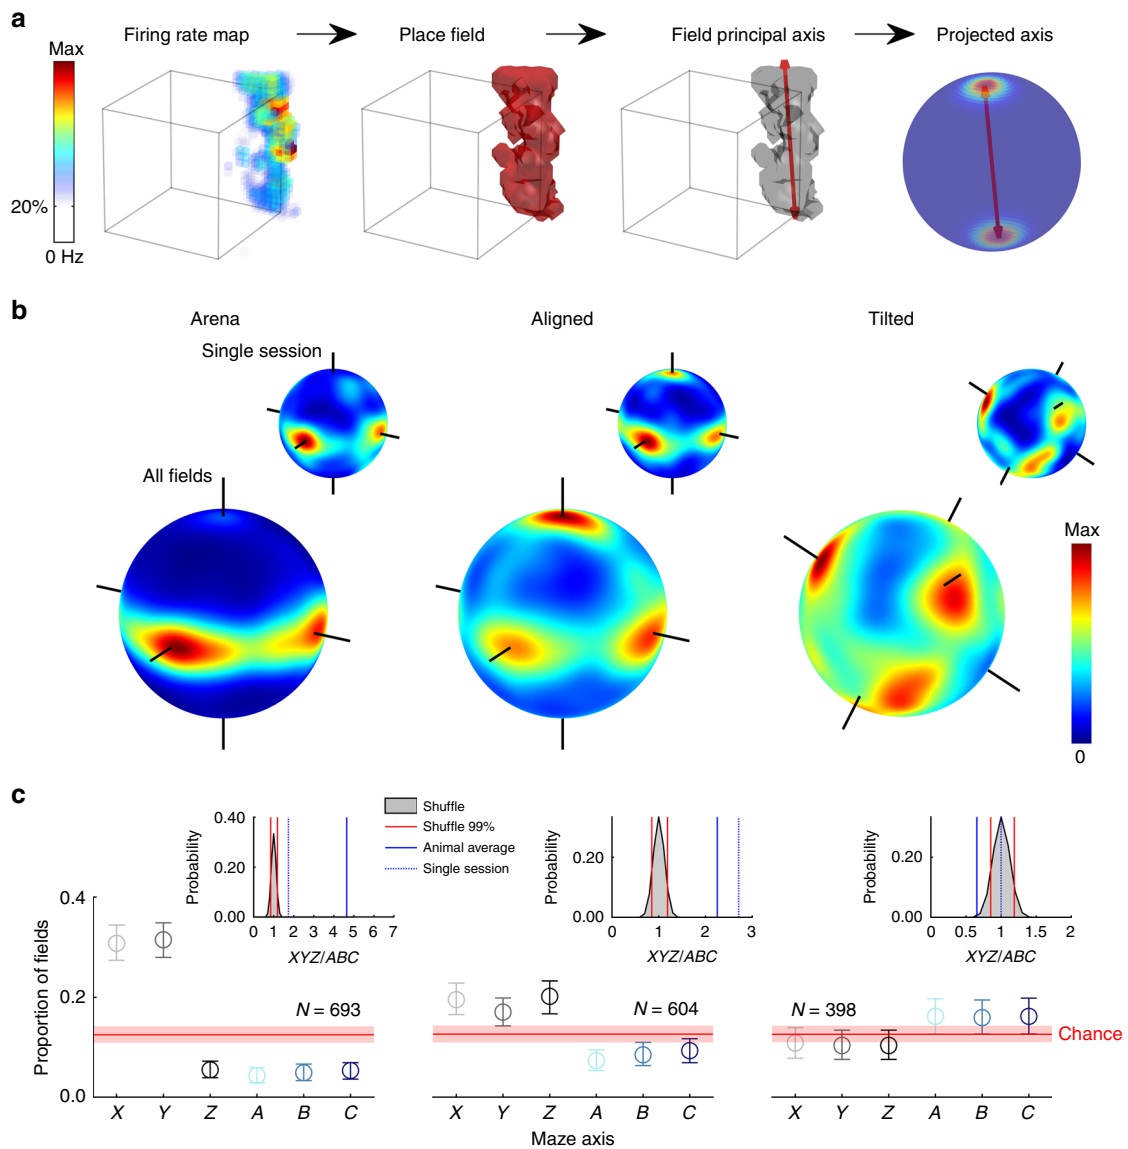 a
Firing rate map
Place field
Field principal axis
Projected axis
Max
20%
0 Hz
b
Arena
Aligned
Tilted
Single session
All fields
Max
0
c
Shuffle
Shuffle 99%
Animal average
Single session
Probability
0.40
0.20
0.00
0 1 2 3 4 5 6 7
XYZ/ABC
Probability
0.20
0.00
0 1 2 3
XYZ/ABC
Probability
0.20
0.00
0 0.5 1 1.5 2
XYZ/ABC
Proportion of fields
0.4
0.2
0.0
N = 693
N = 604
N = 398
Chance
X Y Z A B C
X Y Z A B C
X Y Z A B C
Maze axis